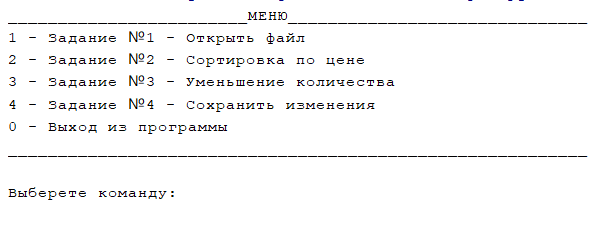 МЕНЮ
1 - Задание №1 - Открыть файл
2 - Задание №2 - Сортировка по цене
3 - Задание №3 - Уменьшение количества
4 - Задание №4 - Сохранить изменения
0 - Выход из программы
Выберете команду: